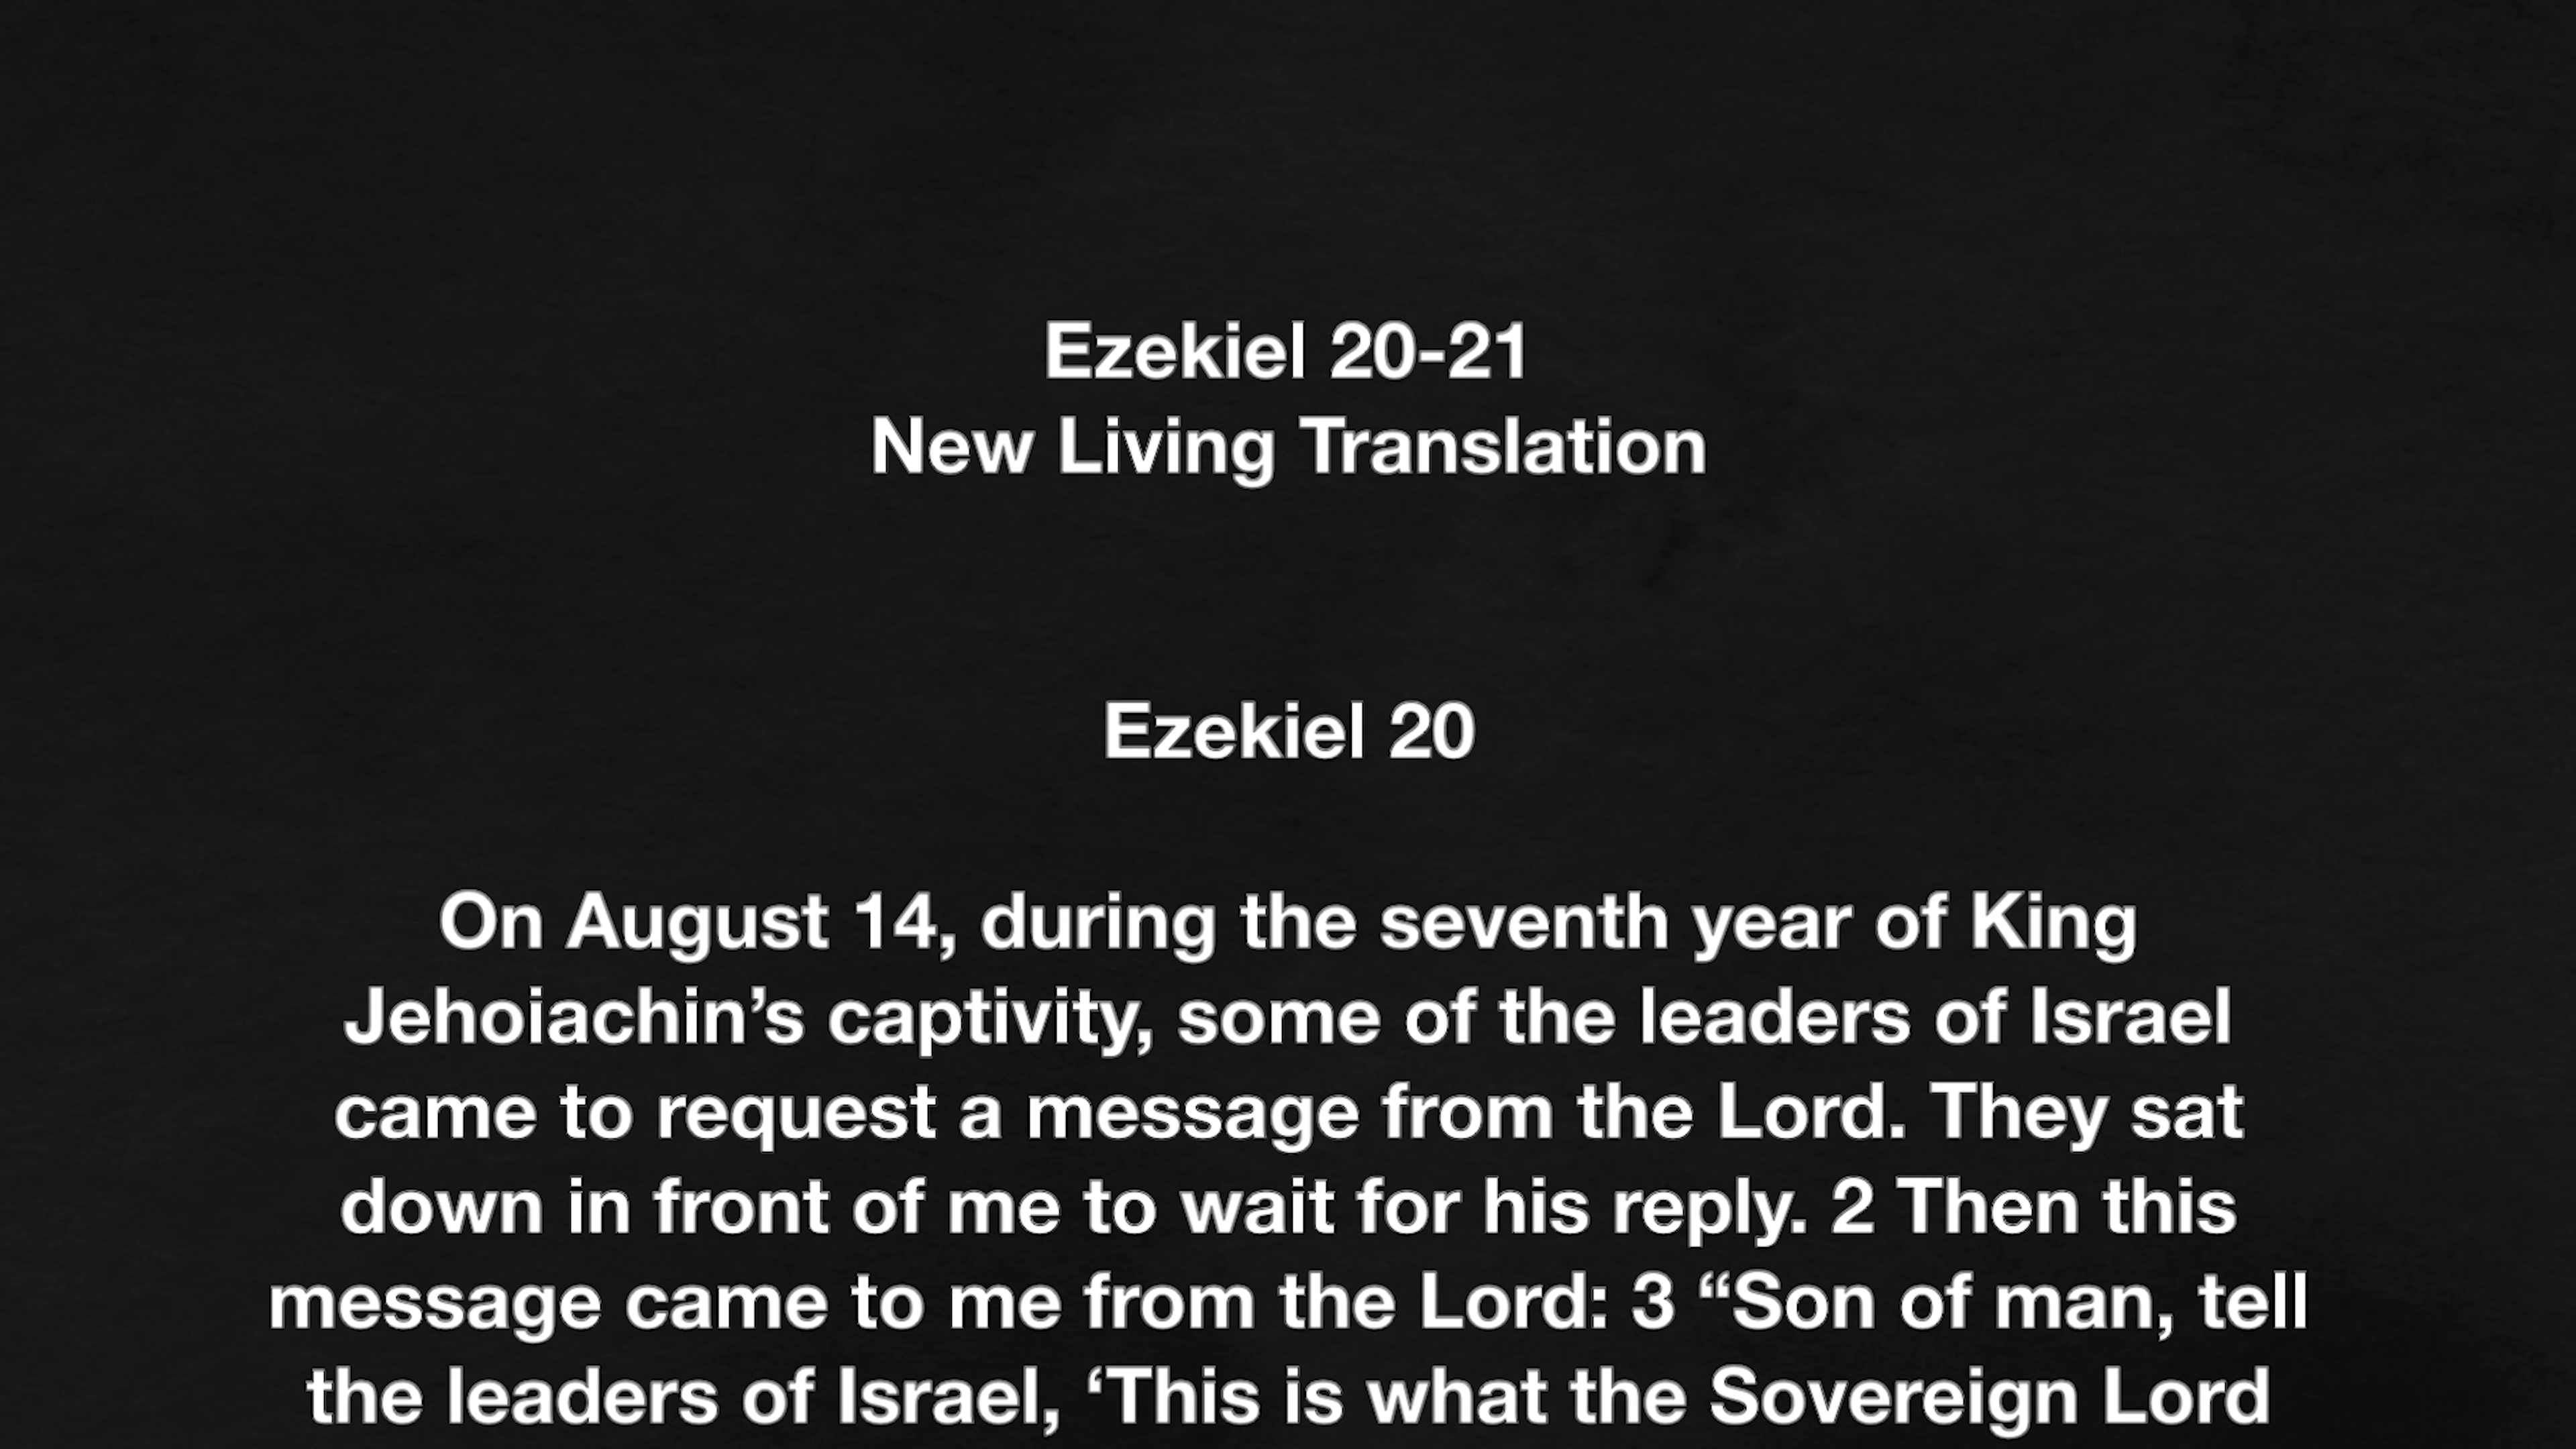 Ezekiel 20-21
New Living Translation
Ezekiel 20
On August 14, during the seventh year of King
Jehoiachin’s captivity, some of the leaders of Israel
came to request a message from the Lord. They sat
down in front of me to wait for his reply. 2 Then this
message came to me from the Lord: 3 “Son of man, tell
the leaders of Israel, ‘This is what the Sovereign Lord